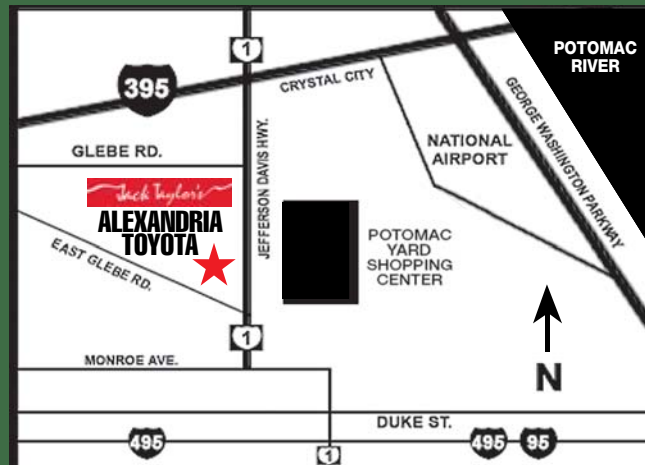 POTOMAC
RIVER
1
395
CRYSTAL CITY
GEORGE WASHINGTON PARKWAY
NATIONAL
AIRPORT
GLEBE RD.
JEFFERSON DAVIS HWY.
Jack Taylor's
ALEXANDRIA
TOYOTA
EAST GLEBE RD.
POTOMAC
YARD
SHOPPING
CENTER
1
MONROE AVE.
N
DUKE ST.
495
1
495
95